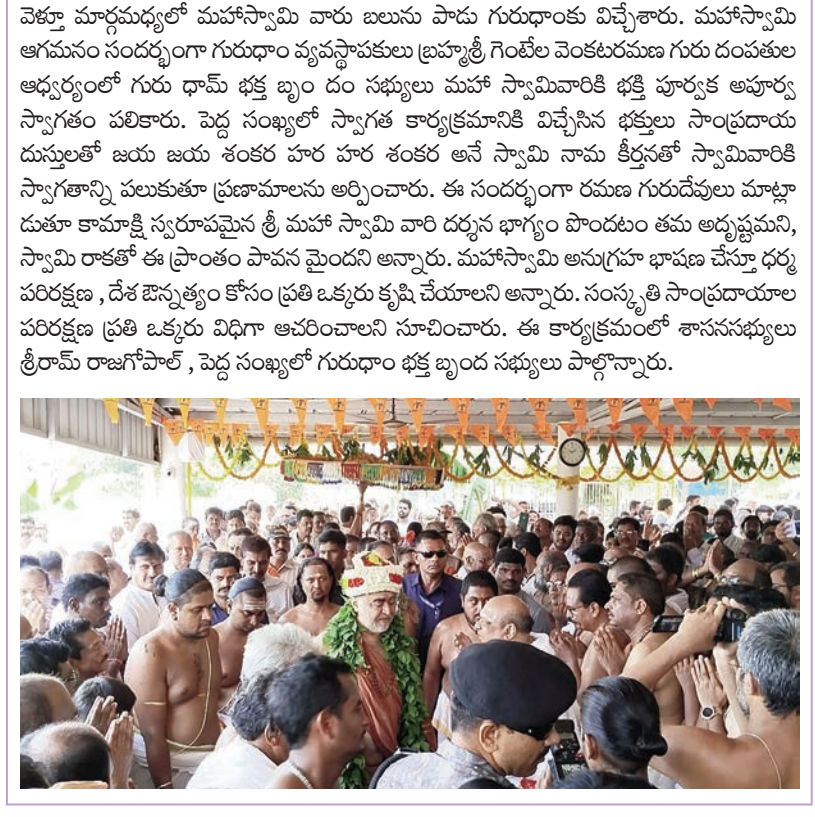 వెళ్తూ మార్గమధ్యలో మహాస్వామి వారు బలును పాడు గురుధాంకు విచ్చేశారు. మహాస్వామి
ఆగమనం సందర్భంగా గురుధాం వ్యవస్థాపకులు బ్రహ్మశ్రీ గెంటేల వెంకటరమణ గురు దంపతుల
ఆధ్వర్యంలో గురు ధామ్ భక్త బృం దం సభ్యులు మహా స్వామివారికి భక్తి పూర్వక అపూర్వ
స్వాగతం పలికారు. పెద్ద సంఖ్యలో స్వాగత కార్యక్రమానికి విచ్చేసిన భక్తులు సాంప్రదాయ
దుస్తులతో జయ జయ శంకర హర హర శంకర అనే స్వామి నామ కీర్తనతో స్వామివారికి
స్వాగతాన్ని పలుకుతూ ప్రణామాలను అర్పించారు. ఈ సందర్భంగా రమణ గురుదేవులు మాట్లా
డుతూ కామాక్షి స్వరూపమైన శ్రీ మహా స్వామి వారి దర్శన భాగ్యం పొందటం తమ అదృష్టమని,
స్వామి రాకతో ఈ ప్రాంతం పావన మైందని అన్నారు. మహాస్వామి అనుగ్రహ భాషణ చేస్తూ ధర్మ
పరిరక్షణ , దేశ ఔన్నత్యం కోసం ప్రతి ఒక్కరు కృషి చేయాలని అన్నారు. సంస్కృతి సాంప్రదాయాల
పరిరక్షణ ప్రతి ఒక్కరు విధిగా ఆచరించాలని సూచించారు. ఈ కార్యక్రమంలో శాసనసభ్యులు
శ్రీరామ్ రాజగోపాల్ , పెద్ద సంఖ్యలో గురుధాం భక్త బృంద సభ్యులు పాల్గొన్నారు.